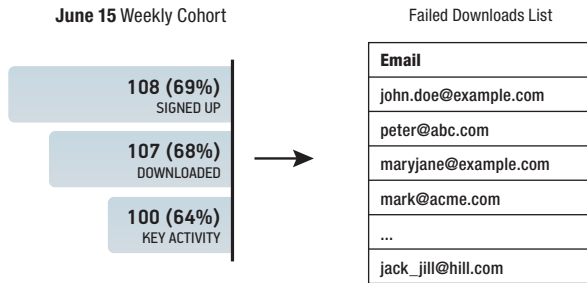 June 15 Weekly Cohort
108 (69%)
SIGNED UP
107 (68%)
DOWNLOADED
100 (64%)
KEY ACTIVITY
Failed Downloads List
Email
john.doe@example.com
peter@abc.com
maryjane@example.com
mark@acme.com
...
jack_jill@hill.com